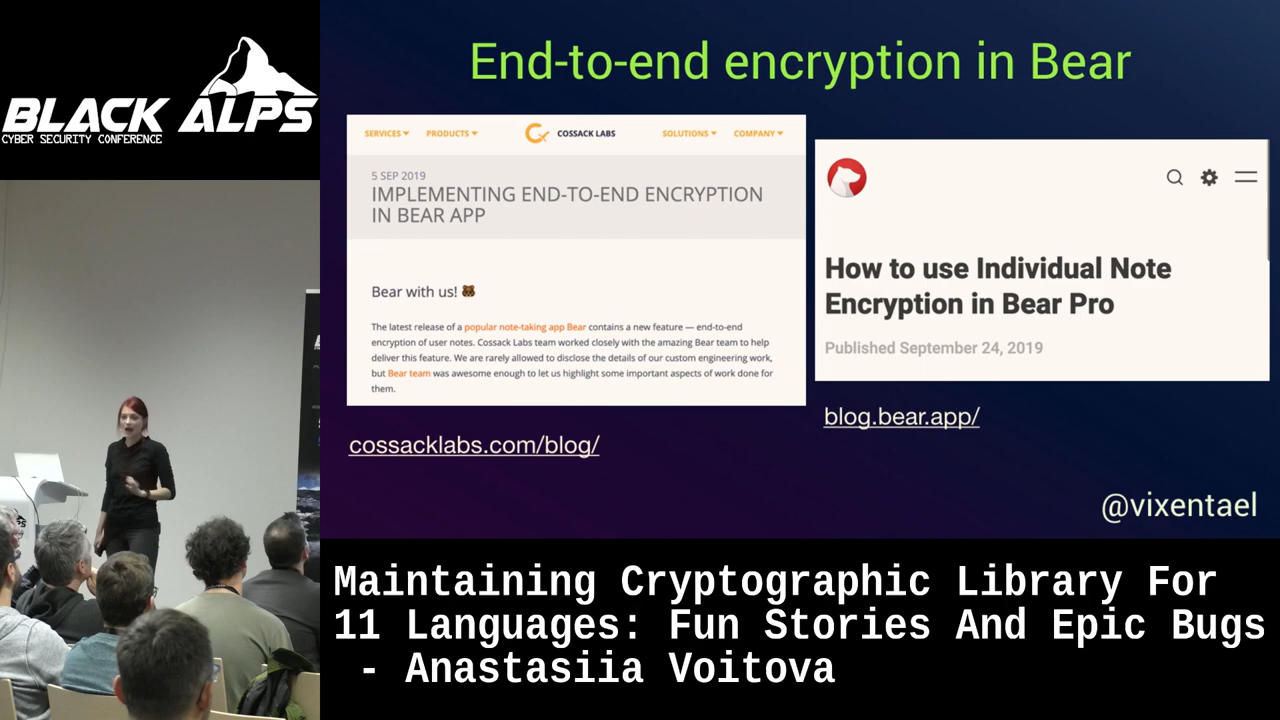 BLACK ALPS
CYBER SECURITY CONFERENCE
End-to-end encryption in Bear
SERVICES PRODUCTS COSSACK LABS SOLUTIONS COMPANY
5 SEP 2019
IMPLEMENTING END-TO-END ENCRYPTION
IN BEAR APP
Bear with us! 🐻
The latest release of a popular note-taking app Bear contains a new feature — end-to-end
encryption of user notes. Cossack Labs team worked closely with the amazing Bear team to help
deliver this feature. We are rarely allowed to disclose the details of our custom engineering work,
but Bear team was awesome enough to let us highlight some important aspects of work done for
them.
cossacklabs.com/blog/
How to use Individual Note
Encryption in Bear Pro
Published September 24, 2019
blog.bear.app/
@vixentael
Maintaining Cryptographic Library For
11 Languages: Fun Stories And Epic Bugs
- Anastasiia Voitova